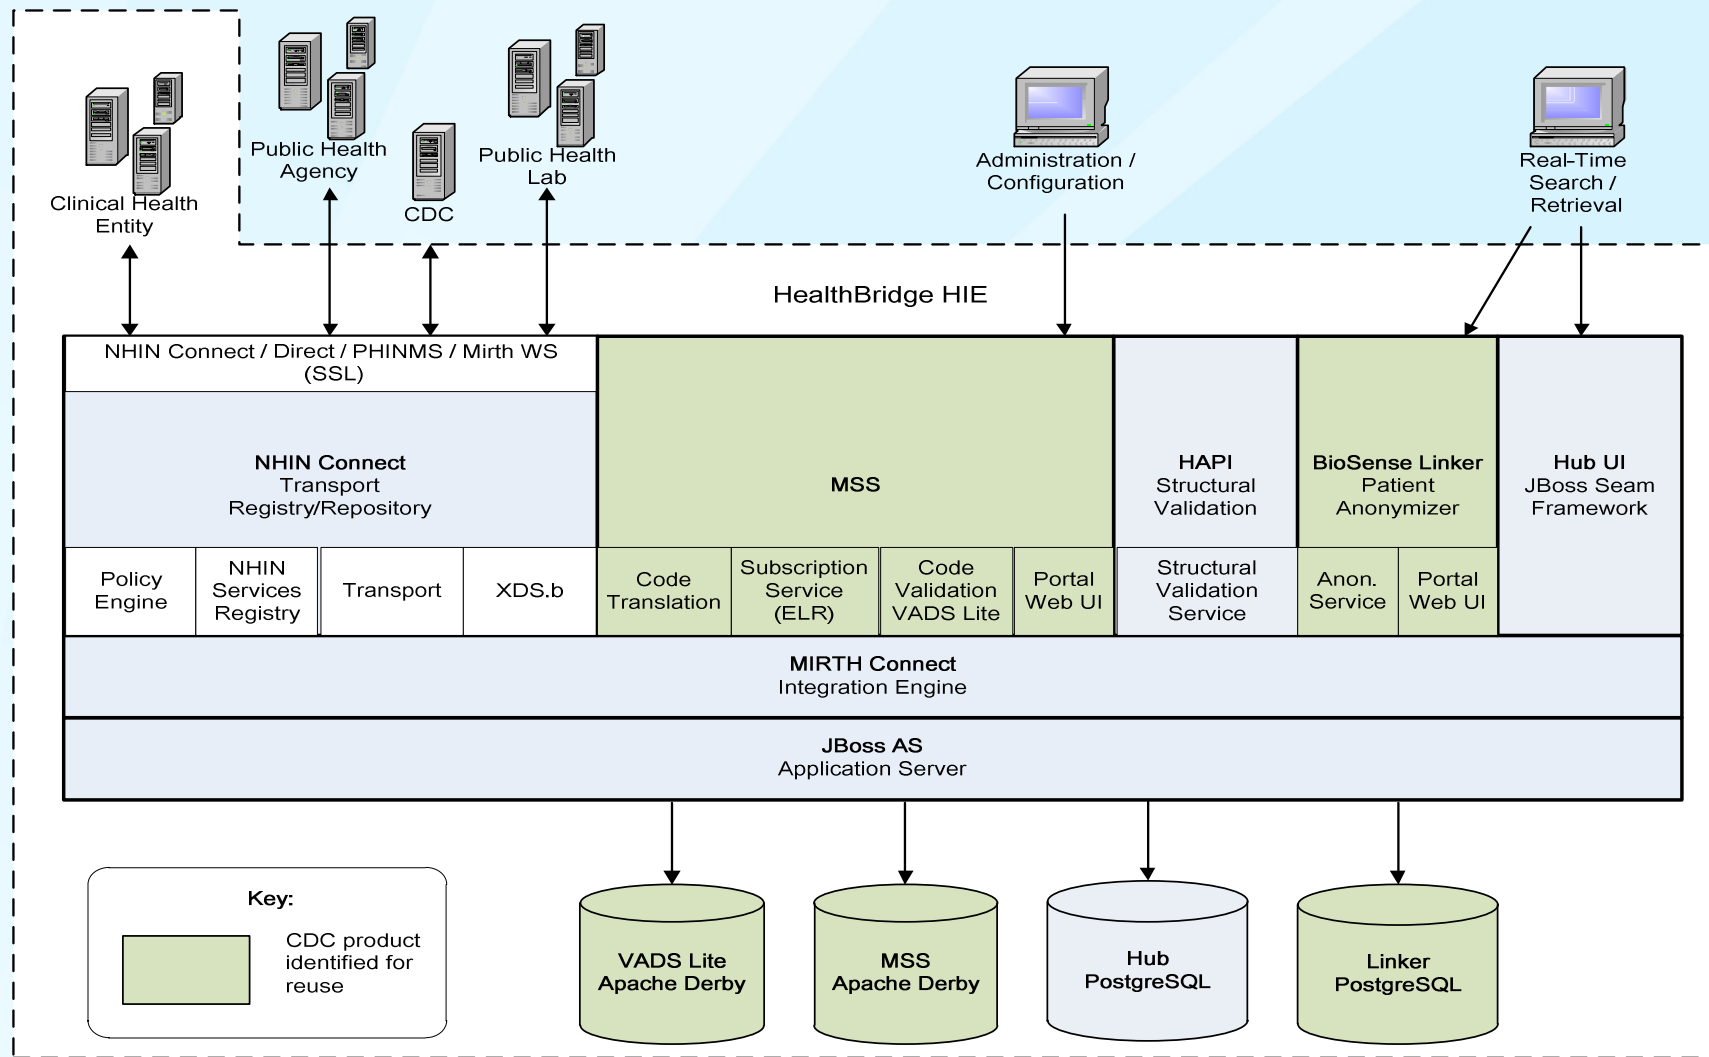 Clinical Health
Entity
Public Health
Agency
CDC
Public Health
Lab
Administration /
Configuration
Real-Time
Search /
Retrieval
HealthBridge HIE
NHIN Connect / Direct / PHINMS / Mirth WS
(SSL)
NHIN Connect
Transport
Registry/Repository
MSS
HAPI
Structural
Validation
BioSense Linker
Patient
Anonymizer
Hub UI
JBoss Seam
Framework
Policy
Engine
NHIN
Services
Registry
Transport
XDS.b
Code
Translation
Subscription
Service
(ELR)
Code
Validation
VADS Lite
Portal
Web UI
Structural
Validation
Service
Anon.
Service
Portal
Web UI
MIRTH Connect
Integration Engine
JBoss AS
Application Server
Key:
CDC product
identified for
reuse
VADS Lite
Apache Derby
MSS
Apache Derby
Hub
PostgreSQL
Linker
PostgreSQL